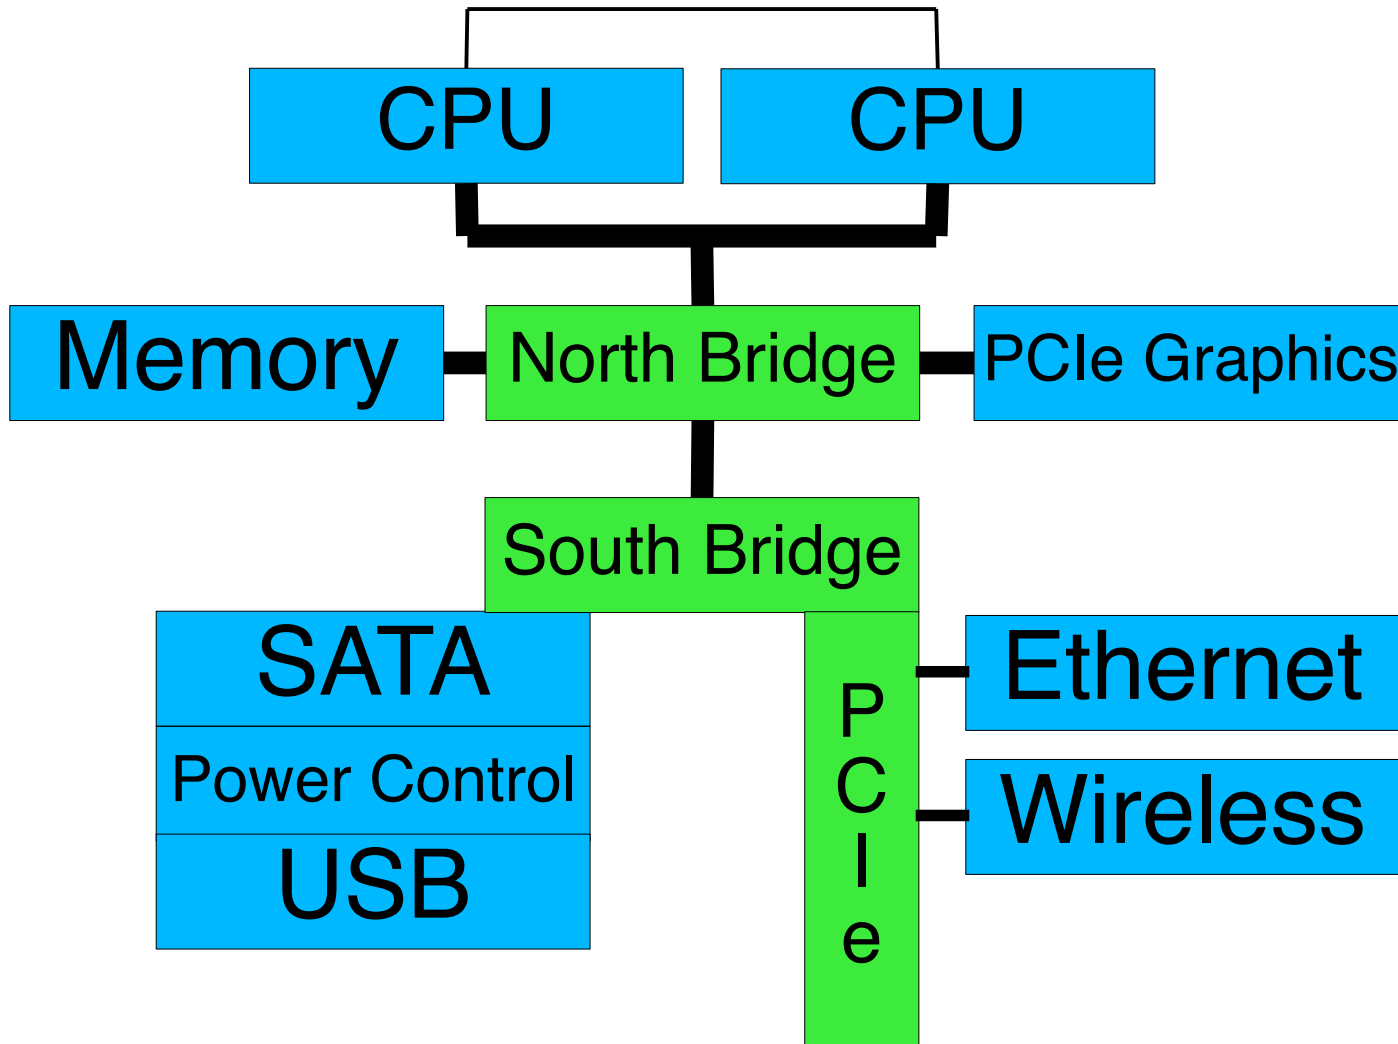 CPU
CPU
Memory
North Bridge
PCIe Graphics
South Bridge
SATA
Power Control
USB
P
C
I
e
Ethernet
Wireless